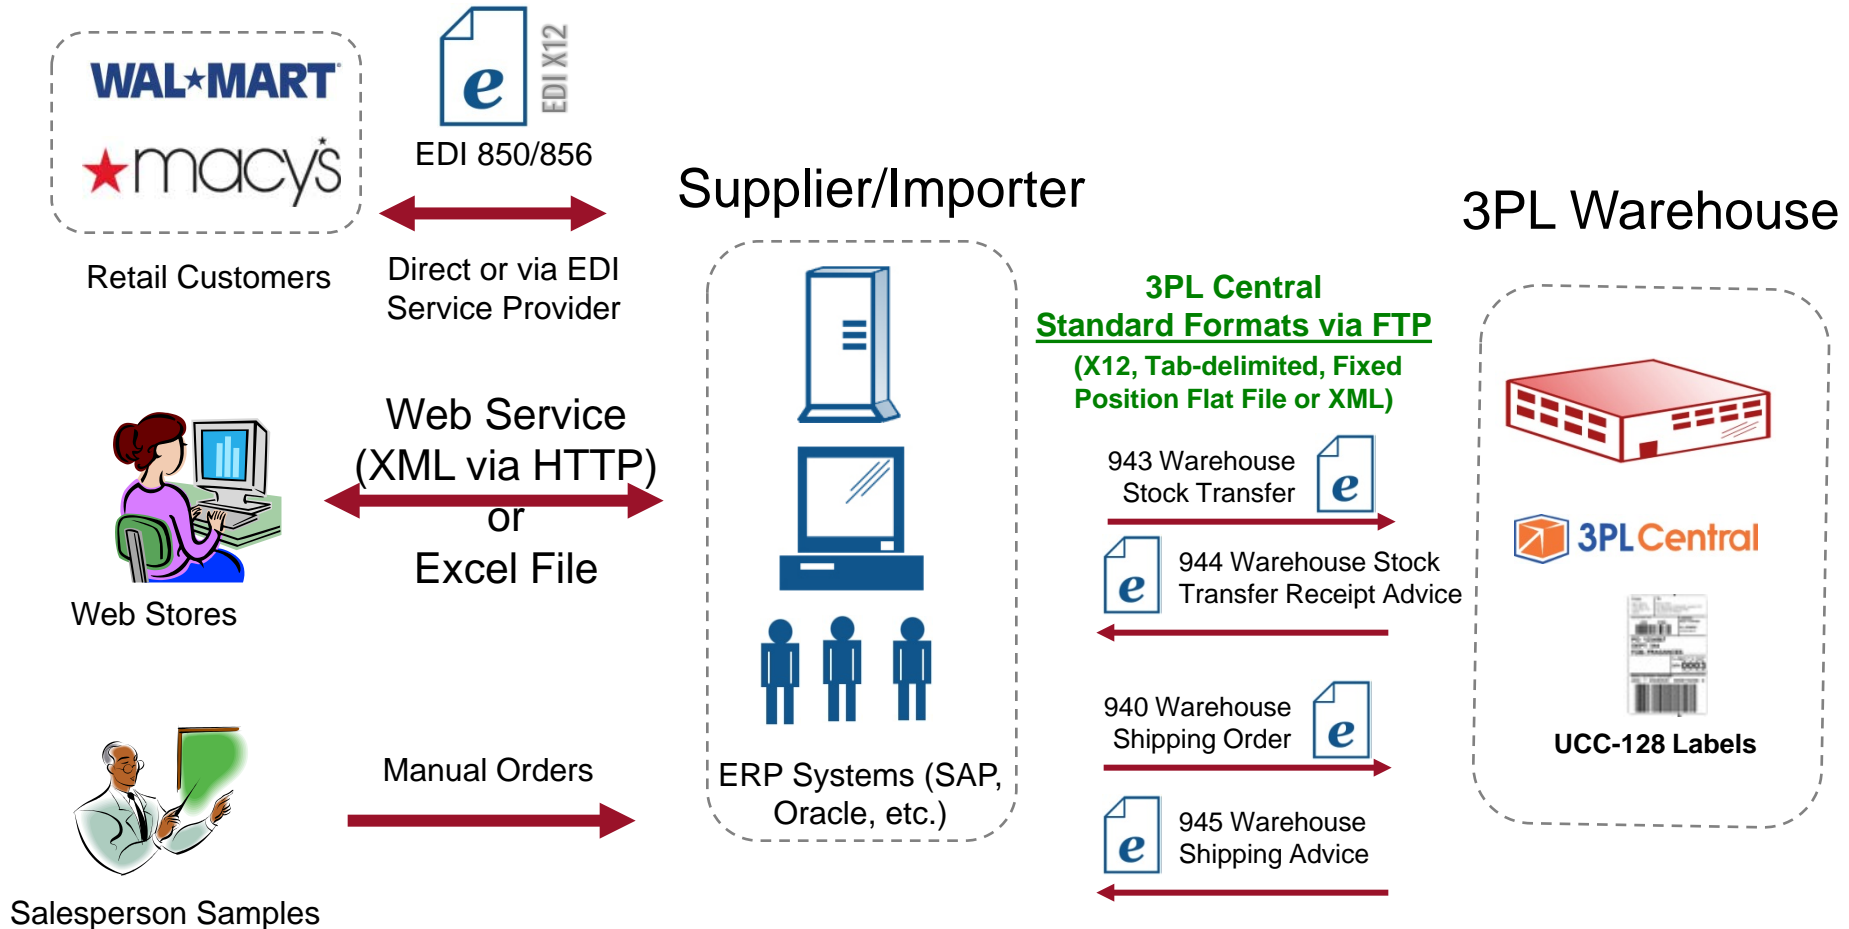 WAL★MART
macy's
Retail Customers
EDI X12
EDI 850/856
Direct or via EDI
Service Provider
Supplier/Importer
3PL Warehouse
3PL Central
Standard Formats via FTP
(X12, Tab-delimited, Fixed
Position Flat File or XML)
Web Service
(XML via HTTP)
or
Excel File
Web Stores
Manual Orders
Salesperson Samples
ERP Systems (SAP,
Oracle, etc.)
943 Warehouse
Stock Transfer
e
e
944 Warehouse Stock
Transfer Receipt Advice
940 Warehouse
Shipping Order
e
e
945 Warehouse
Shipping Advice
3PL Central
0003
UCC-128 Labels
e